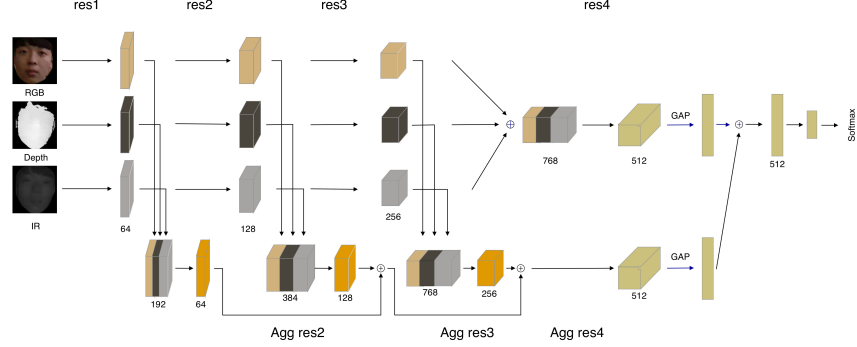 res1 res2 res3 res4
RGB
Depth
IR
64 128 256
768 512 512
GAP
Softmax
192 64 384 128 768 256 512
GAP
Agg res2 Agg res3 Agg res4